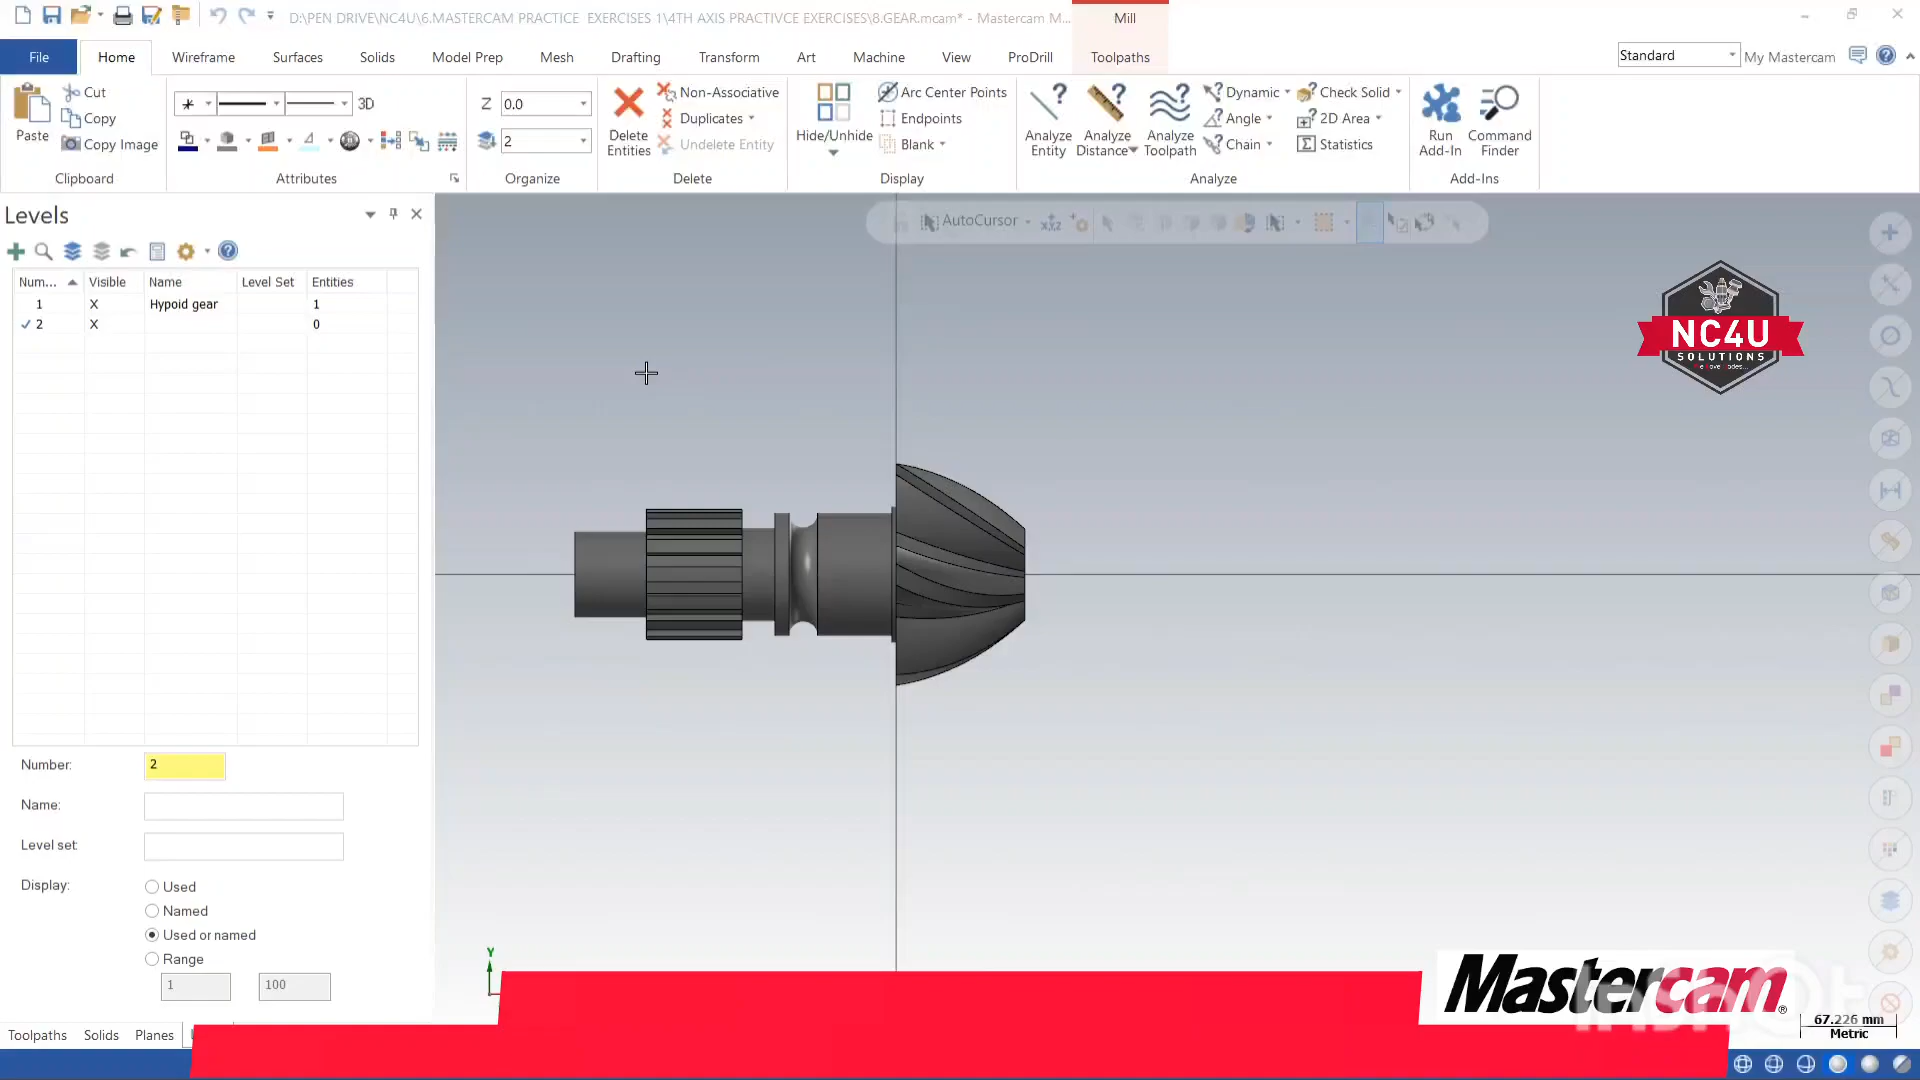 D:\PEN DRIVE\NC4U\6.MASTERCAM PRACTICE  EXERCISES 1\4TH AXIS PRACTIVCE EXERCISES\8.GEAR.mcam* - Mastercam M...
Mill
File
Home
Wireframe
Surfaces
Solids
Model Prep
Mesh
Drafting
Transform
Art
Machine
View
ProDrill
Toolpaths
Standard
My Mastercam
Paste
Cut
Copy
Copy Image
Clipboard
3D
Attributes
Z 0.0
2
Organize
Delete Entities
Non-Associative
Duplicates
Undelete Entity
Delete
Hide/Unhide
Arc Center Points
Endpoints
Blank
Display
Analyze Entity
Analyze Distance
Analyze Toolpath
Dynamic
Angle
Chain
Check Solid
2D Area
Statistics
Analyze
Run Add-In
Command Finder
Add-Ins
Levels
AutoCursor
Num... Visible Name Level Set Entities
1 X Hypoid gear 1
2 X 0
NC4U
SOLUTIONS
Number: 2
Name:
Level set:
Display:
Used
Named
Used or named
Range
1 100
Y
Toolpaths Solids Planes
Mastercam®
67.226 mm
Metric